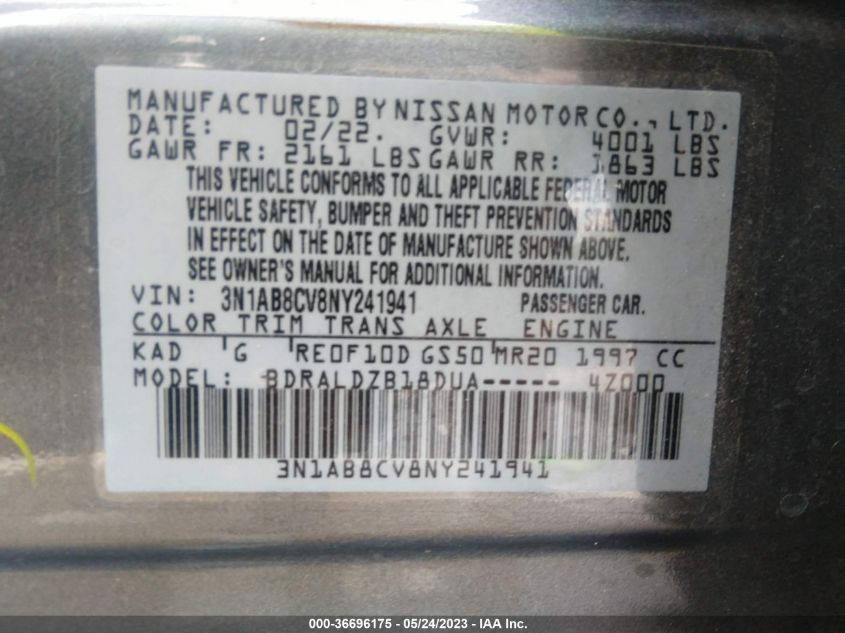 MANUFACTURED BY NISSAN MOTOR CO., LTD.
DATE: 02/22. GVWR: 4001 LBS
GAWR FR: 2161 LBS GAWR RR: 1863 LBS
THIS VEHICLE CONFORMS TO ALL APPLICABLE FEDERAL MOTOR
VEHICLE SAFETY, BUMPER AND THEFT PREVENTION STANDARDS
IN EFFECT ON THE DATE OF MANUFACTURE SHOWN ABOVE.
SEE OWNER'S MANUAL FOR ADDITIONAL INFORMATION.
VIN: 3N1AB8CV8NY241941 PASSENGER CAR.
COLOR TRIM TRANS AXLE ENGINE
KAD G RE0F10D GS50 MR20 1997 CC
MODEL: BDRALDZB18DUA----- 4Z000
3N1AB8CV8NY241941
000-36696175 - 05/24/2023 - IAA, Inc.